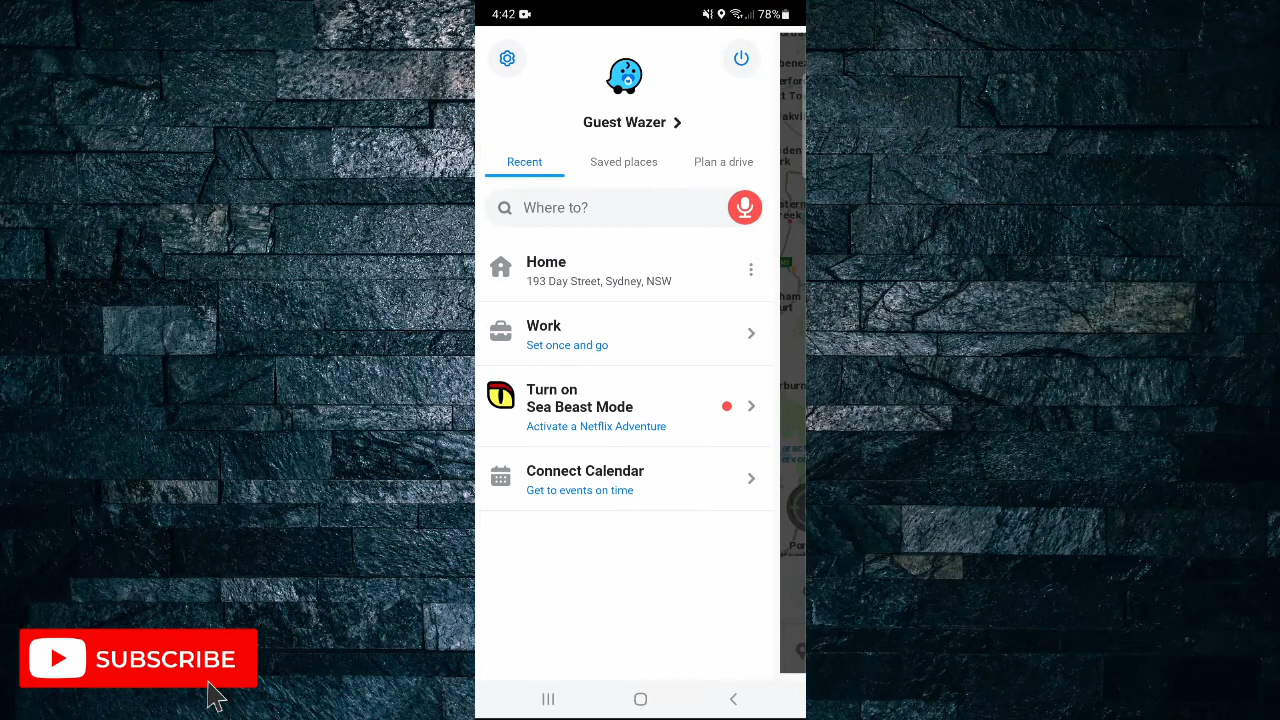 4:42
78%
Guest Wazer
Recent
Saved places
Plan a drive
Where to?
Home
193 Day Street, Sydney, NSW
Work
Set once and go
Turn on
Sea Beast Mode
Activate a Netflix Adventure
Connect Calendar
Get to events on time
SUBSCRIBE